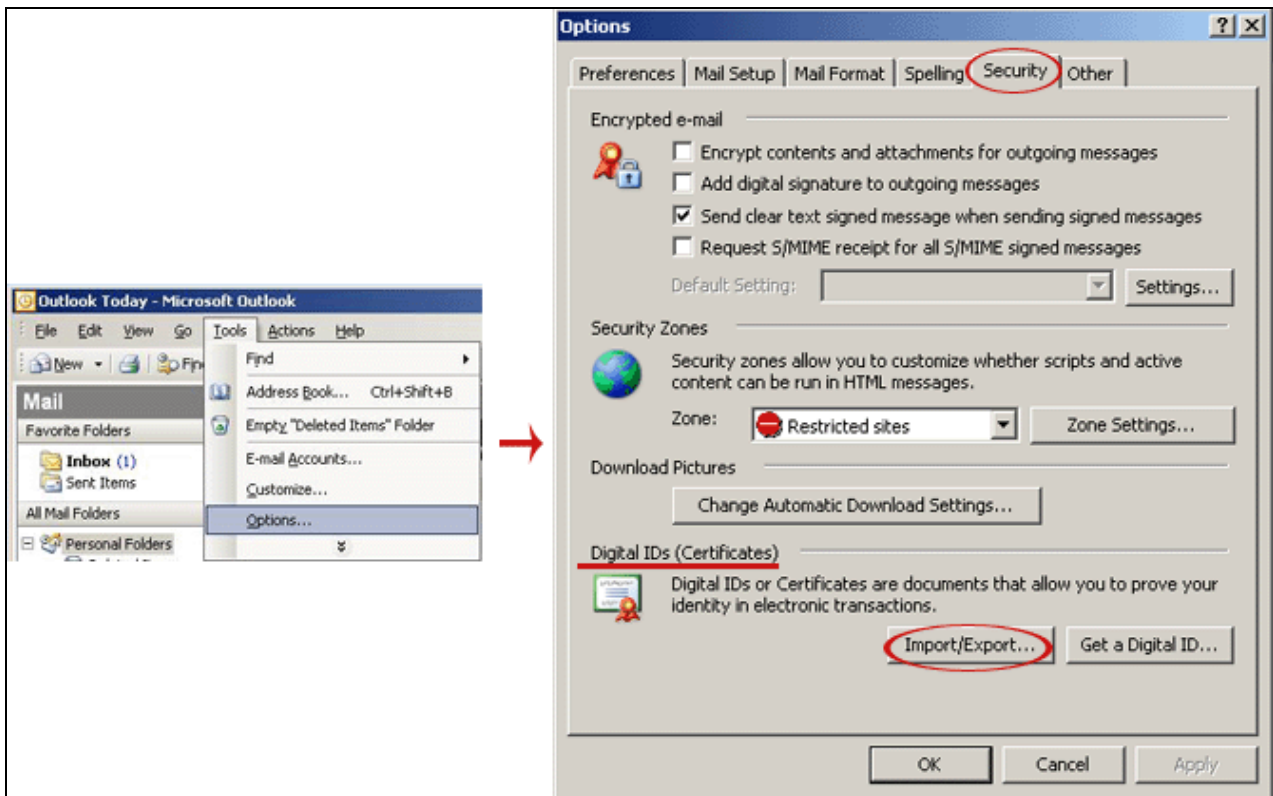 Outlook Today - Microsoft Outlook
File Edit View Go Tools Actions Help
New
Find
Address Book... Ctrl+Shift+B
Mail
Favorite Folders
Empty "Deleted Items" Folder
Inbox (1)
E-mail Accounts...
Sent Items
Customize...
All Mail Folders
Options...
Personal Folders
Options
Preferences Mail Setup Mail Format Spelling Security Other
Encrypted e-mail
Encrypt contents and attachments for outgoing messages
Add digital signature to outgoing messages
Send clear text signed message when sending signed messages
Request S/MIME receipt for all S/MIME signed messages
Default Setting: Settings...
Security Zones
Security zones allow you to customize whether scripts and active
content can be run in HTML messages.
Zone: Restricted sites Zone Settings...
Download Pictures
Change Automatic Download Settings...
Digital IDs (Certificates)
Digital IDs or Certificates are documents that allow you to prove your
identity in electronic transactions.
Import/Export... Get a Digital ID...
OK Cancel Apply